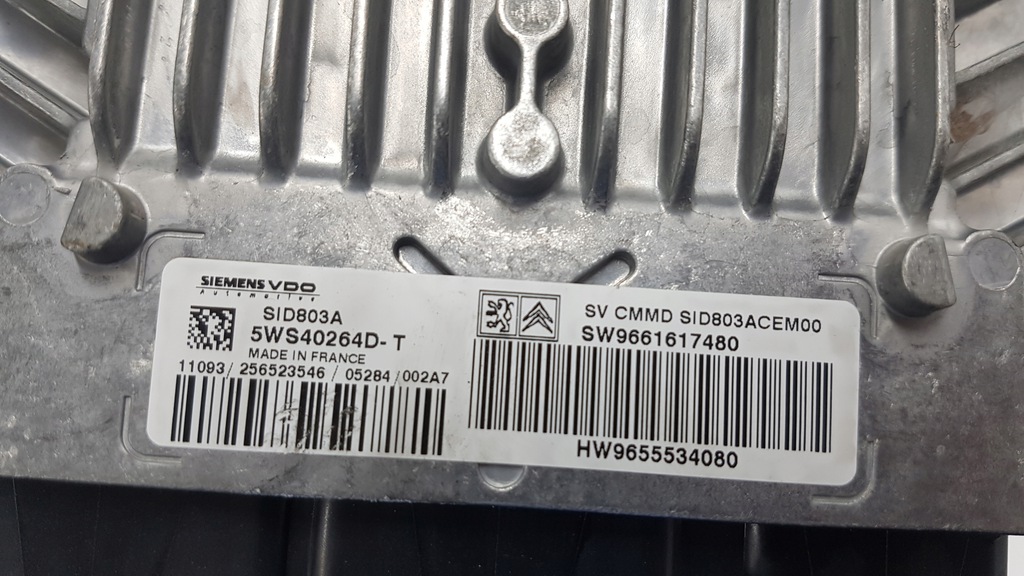 SIEMENS VDO
Automotive
SID803A
5WS40264D-T
MADE IN FRANCE
11093/ 256523546 / 05284 /002A7
SV CMMD SID803ACEM00
SW9661617480
HW9655534080